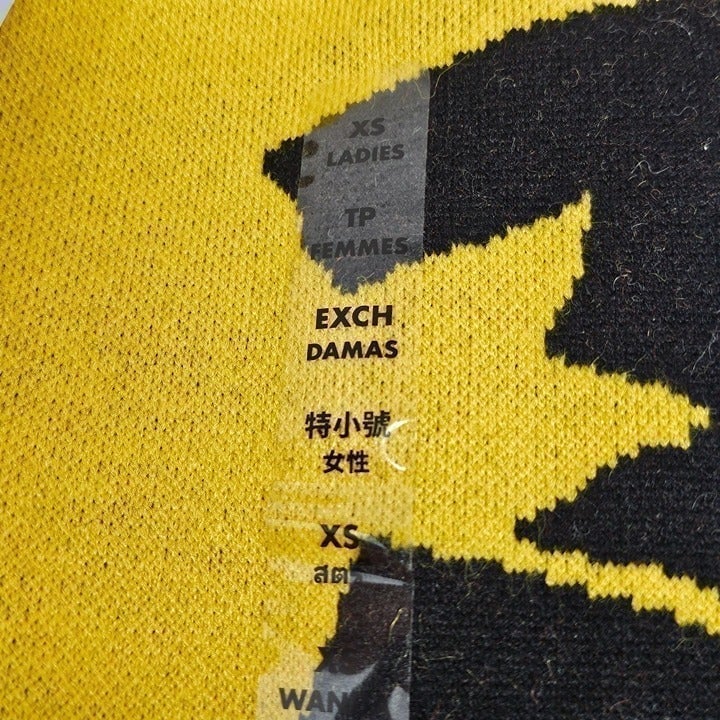 XS
LADIES
TP
FEMMES
EXCH
DAMAS
特小號
女性
XS